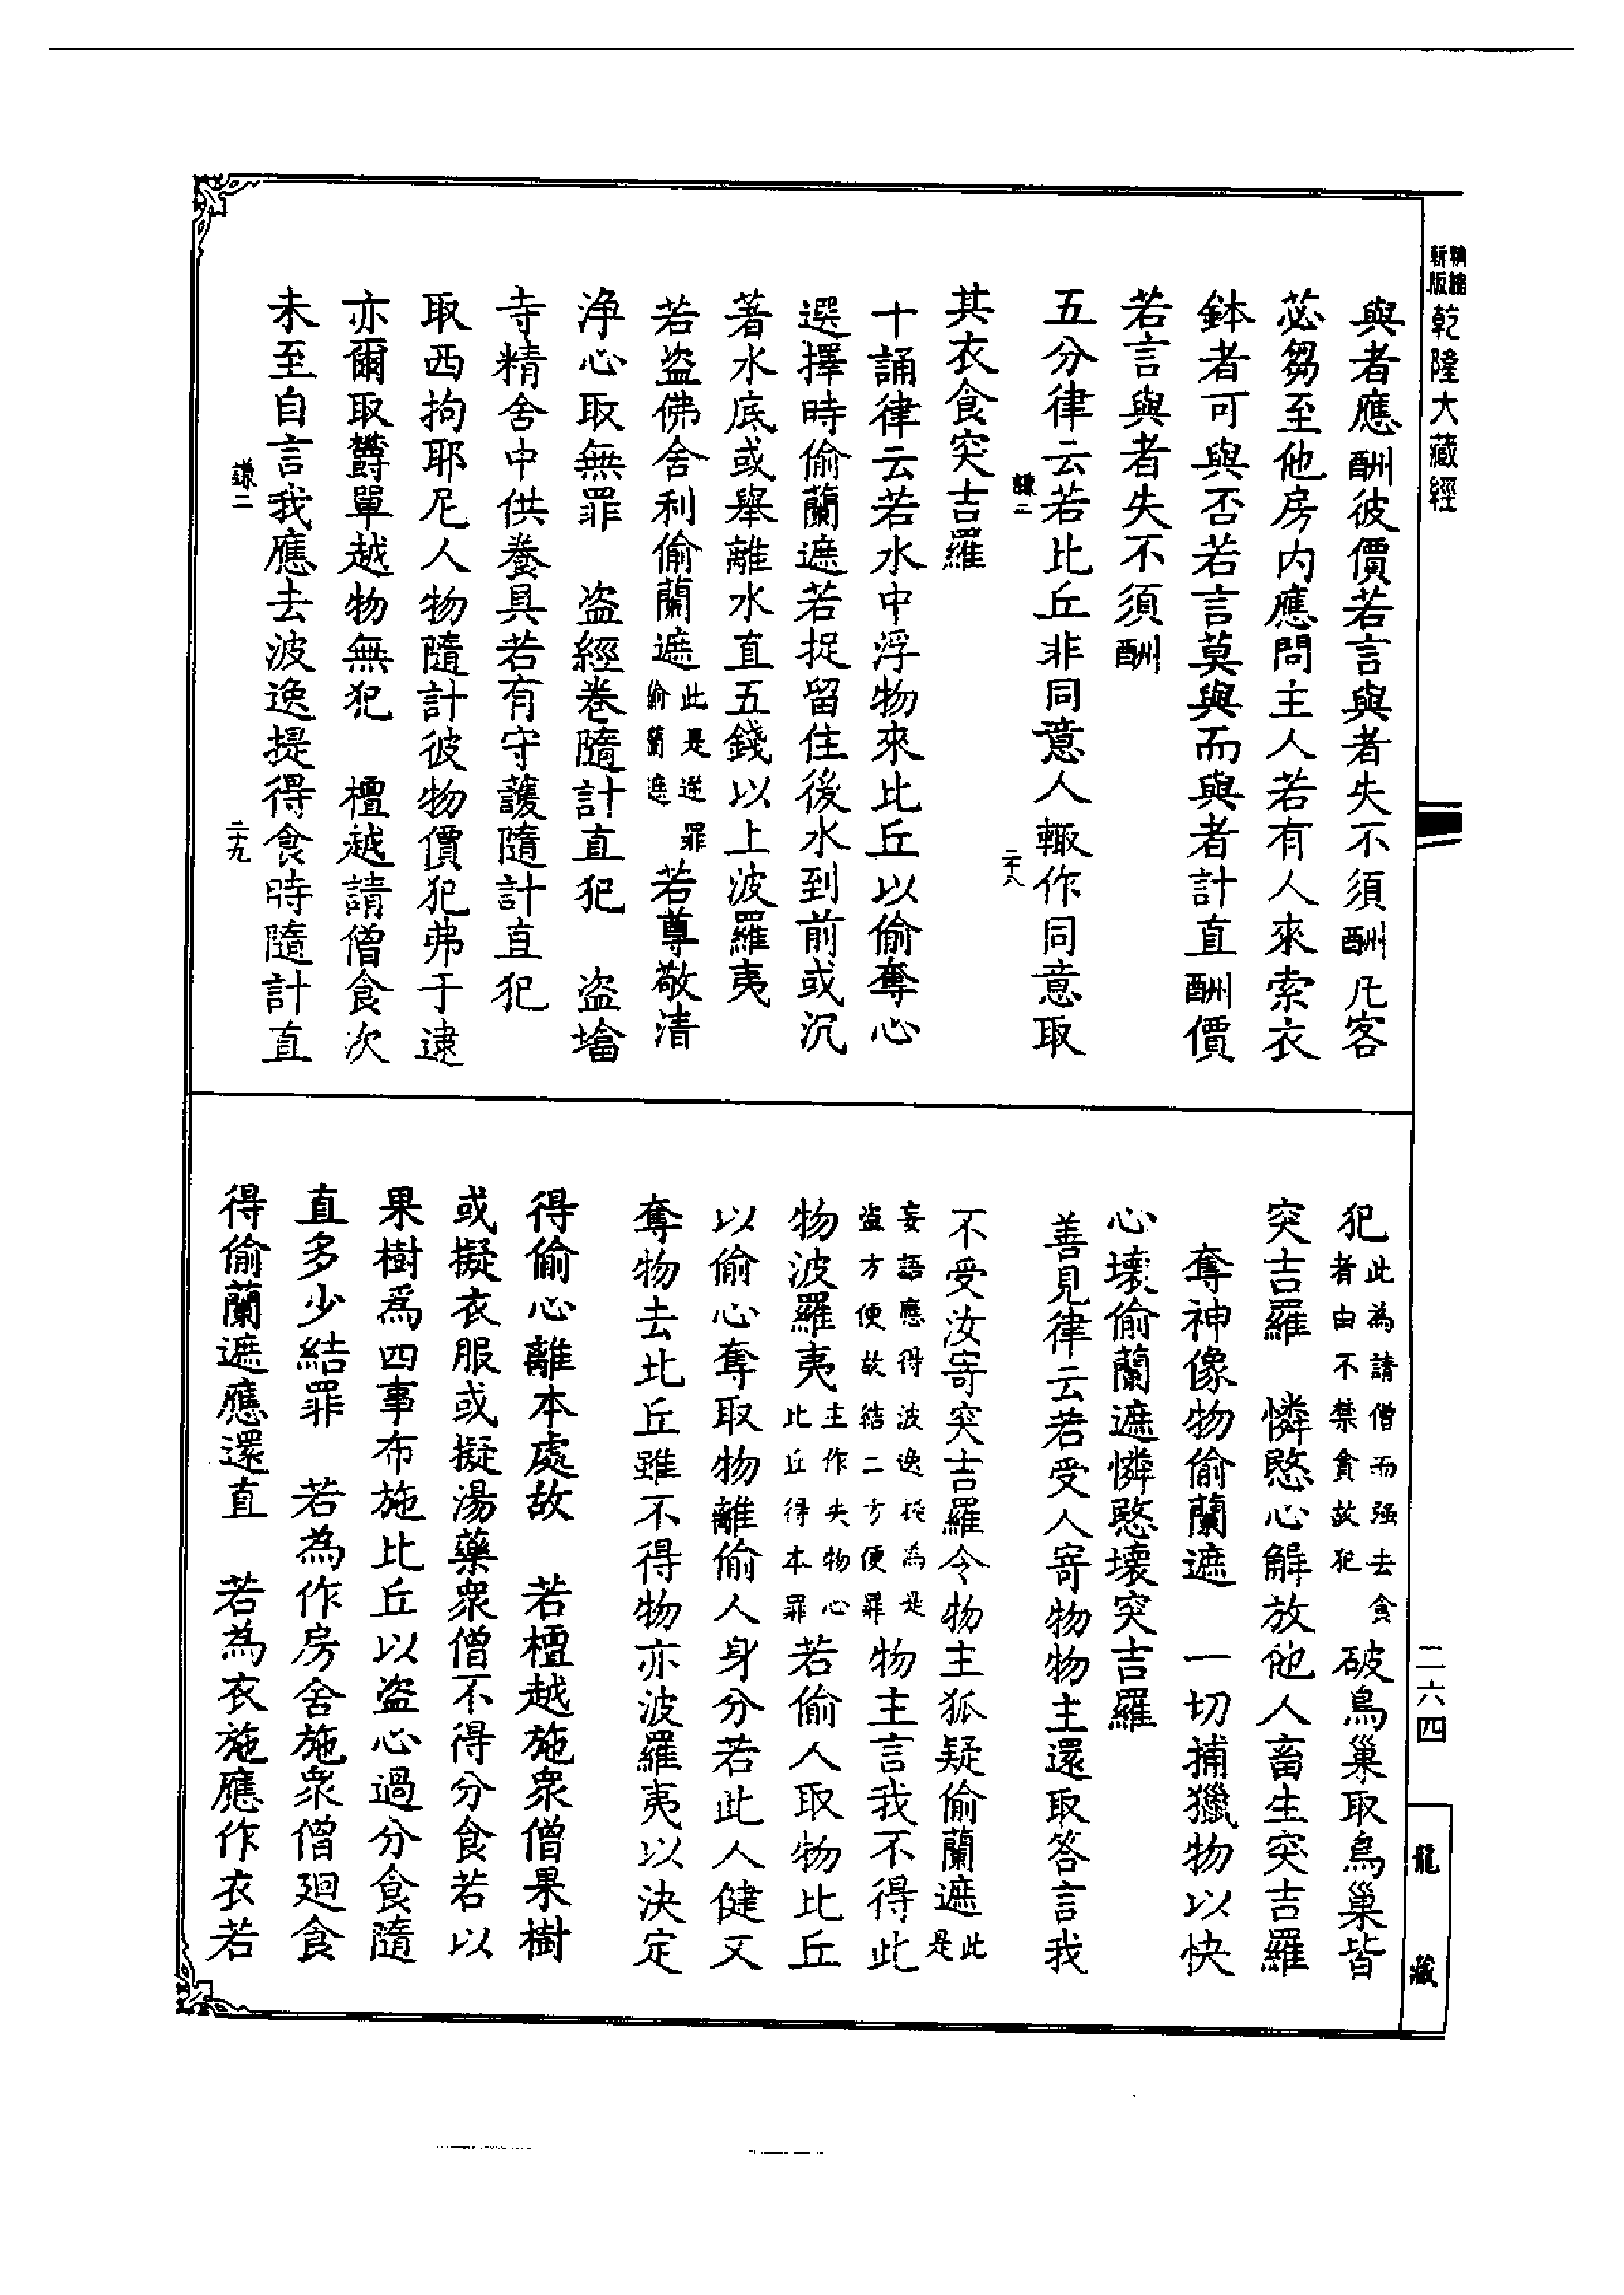 精縮新版乾隆大藏經
與者應酬彼價若言與者失不須酬凡客
苾芻至他房內應問主人若有人來索衣
鉢者可與否若言莫與而與者計直酬價
若言與者失不須酬
五分律云若比丘非同意人輒作同意取
謙二 二十八
其衣食突吉羅
十誦律云若水中浮物來比丘以偷奪心
選擇時偷蘭遮若捉留住後水到前或沉
著水底或舉離水直五錢以上波羅夷
若盜佛舍利偷蘭遮此是遂罪偷蘭遮若尊敬清
淨心取無罪 盜經卷隨計直犯 盜墖
寺精舍中供養具若有守護隨計直犯
取西拘耶尼人物隨計彼物價犯弗于逮
亦爾取欝單越物無犯 檀越請僧食次
未至自言我應去波逸提得食時隨計直
謙二 二十九
二六四
龍藏
犯此為請僧而强去食者由不禁貪故犯破鳥巢取鳥巢皆
突吉羅 憐愍心解放他人畜生突吉羅
奪神像物偷蘭遮 一切捕獵物以快
心壞偷蘭遮憐愍壞突吉羅
善見律云若受人寄物物主還取答言我
不受汝寄突吉羅令物主狐疑偷蘭遮此是
妄語應得波逸提為是盜方便故結二方便罪物主言我不得此
物波羅夷主作失物心比丘得本罪若偷人取物比丘
以偷心奪取物離偷人身分若此人健又
奪物去比丘雖不得物亦波羅夷以決定
得偷心離本處故 若檀越施衆僧果樹
或擬衣服或擬湯藥衆僧不得分食若以
果樹爲四事布施比丘以盜心過分食隨
直多少結罪 若為作房舍施衆僧廻食
得偷蘭遮應還直 若為衣施應作衣若